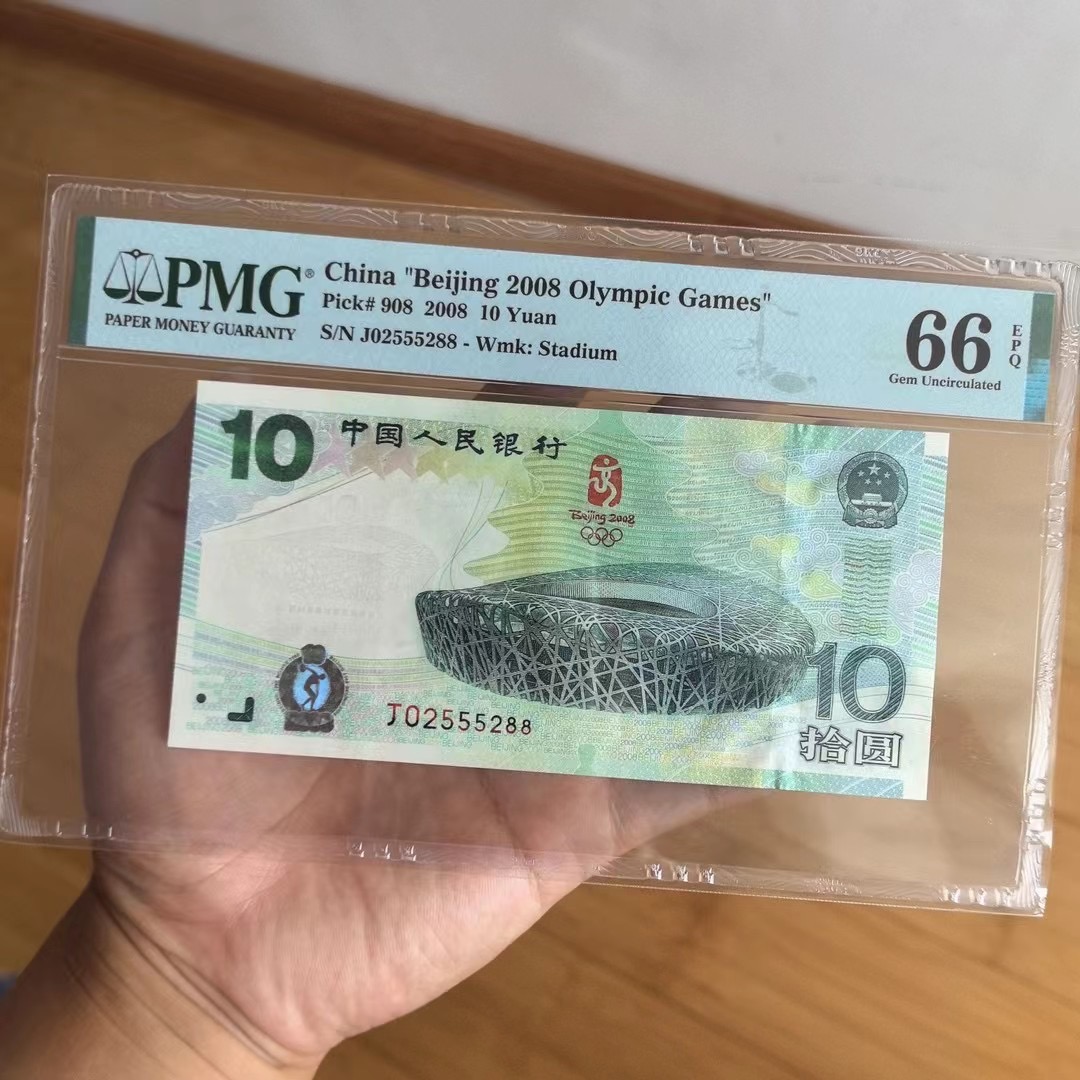 PMG®
PAPER MONEY GUARANTY
China "Beijing 2008 Olympic Games"
Pick# 908 2008 10 Yuan
S/N J02555288 - Wmk: Stadium
66
EPQ
Gem Uncirculated
10
中国人民银行
Beijing 2008
J02555288
10
拾圆